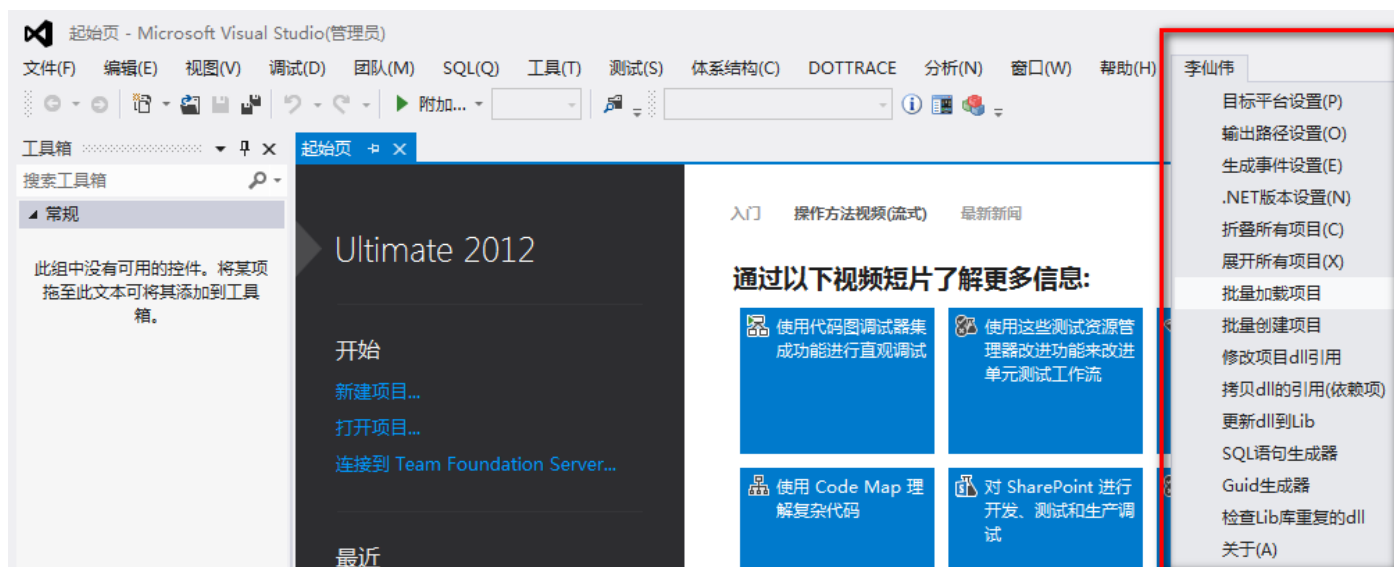 起始页 - Microsoft Visual Studio(管理员)
文件(F) 编辑(E) 视图(V) 调试(D) 团队(M) SQL(Q) 工具(T) 测试(S) 体系结构(C) DOTTRACE 分析(N) 窗口(W) 帮助(H) 李仙伟
附加...
工具箱
起始页
搜索工具箱
常规
此组中没有可用的控件。将某项
拖至此文本可将其添加到工具
箱。
Ultimate 2012
开始
新建项目...
打开项目...
连接到 Team Foundation Server...
最近
入门 操作方法视频(流式) 最新新闻
通过以下视频短片了解更多信息:
使用代码图调试器集
成功能进行直观调试
使用这些测试资源管
理器改进功能来改进
单元测试工作流
使用 Code Map 理
解复杂代码
对 SharePoint 进行
开发、测试和生产调
试
目标平台设置(P)
输出路径设置(O)
生成事件设置(E)
.NET版本设置(N)
折叠所有项目(C)
展开所有项目(X)
批量加载项目
批量创建项目
修改项目dll引用
拷贝dll的引用(依赖项)
更新dll到Lib
SQL语句生成器
Guid生成器
检查Lib库重复的dll
关于(A)